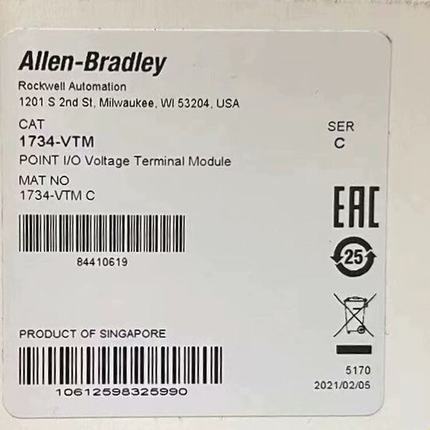 Allen-Bradley
Rockwell Automation
1201 S 2nd St, Milwaukee, WI 53204, USA
CAT
SER
1734-VTM
C
POINT I/O Voltage Terminal Module
MAT NO
1734-VTM C
EAC
84410619
25
PRODUCT OF SINGAPORE
5170
10612598325990
2021/02/05